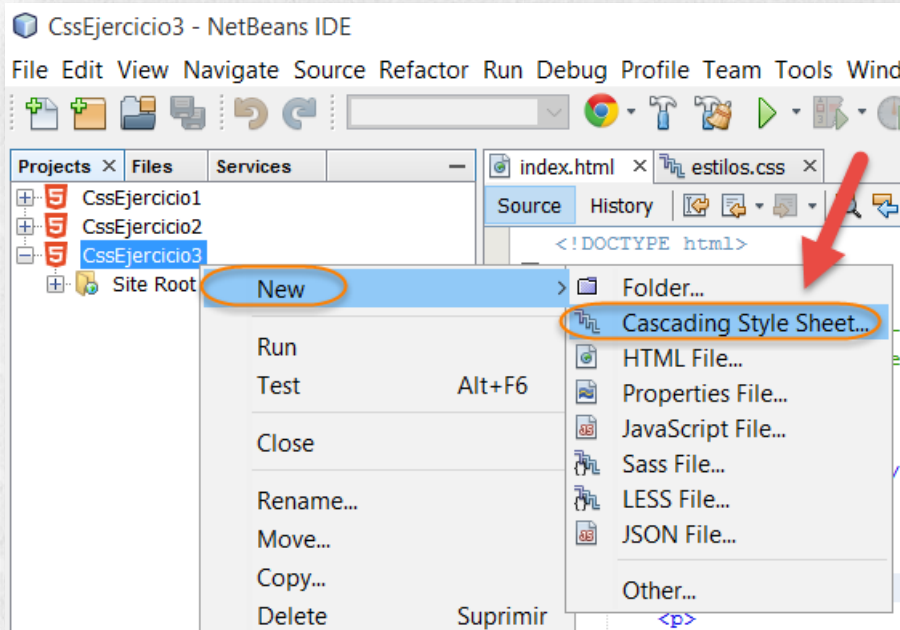 CssEjercicio3 - NetBeans IDE
File Edit View Navigate Source Refactor Run Debug Profile Team Tools Wind
Projects Files Services
index.html estilos.css
CssEjercicio1
Source History
CssEjercicio2
CssEjercicio3
<!DOCTYPE html>
Site Root
New
Run
Test Alt+F6
Close
Rename...
Move...
Copy...
Delete Suprimir
Folder...
Cascading Style Sheet...
HTML File...
Properties File...
JavaScript File...
Sass File...
LESS File...
JSON File...
Other...
<p>